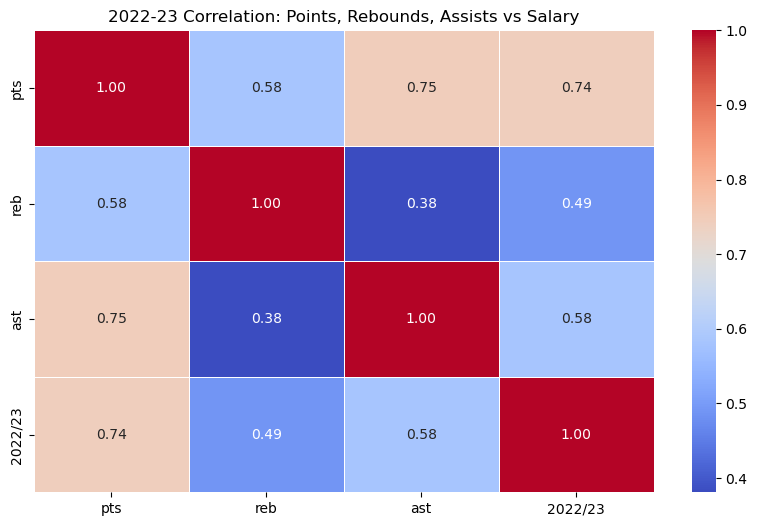 2022-23 Correlation: Points, Rebounds, Assists vs Salary
pts 1.00 0.58 0.75 0.74
reb 0.58 1.00 0.38 0.49
ast 0.75 0.38 1.00 0.58
2022/23 0.74 0.49 0.58 1.00
pts reb ast 2022/23
1.0
0.9
0.8
0.7
0.6
0.5
0.4